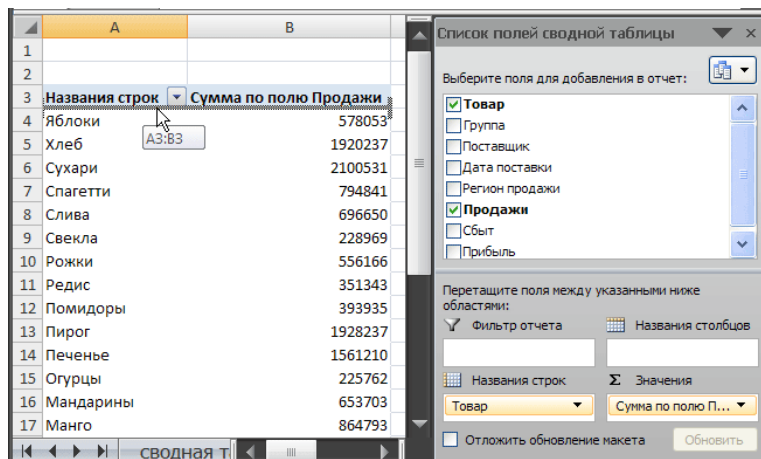 A B
1
2
3 Названия строк Сумма по полю Продажи
4 Яблоки 578053
5 Хлеб 1920237
A3:B3
6 Сухари 2100531
7 Спагетти 794841
8 Слива 696650
9 Свекла 228969
10 Рожки 556166
11 Редис 351343
12 Помидоры 393935
13 Пирог 1928237
14 Печенье 1561210
15 Огурцы 225762
16 Мандарины 653703
17 Манго 864793
сводная
Список полей сводной таблицы
Выберите поля для добавления в отчет:
Товар
Группа
Поставщик
Дата поставки
Регион продажи
Продажи
Сбыт
Прибыль
Перетащите поля между указанными ниже
областями:
Фильтр отчета Названия столбцов
Названия строк Σ Значения
Товар Сумма по полю П...
Отложить обновление макета Обновить